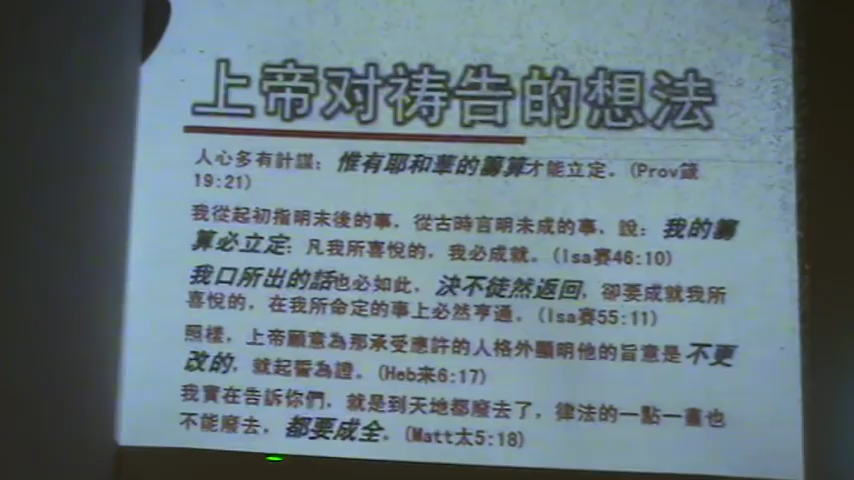 上帝对祷告的想法
人心多有計謀；惟有耶和華的籌算才能立定。(Prov箴
19:21)
我從起初指明末後的事，從古時言明未成的事，說：我的籌
算必立定；凡我所喜悅的，我必成就。(Isa赛46:10)
我口所出的話也必如此，決不徒然返回，卻要成就我所
喜悅的，在我所命定的事上必然亨通。(Isa赛55:11)
照樣，上帝願意為那承受應許的人格外顯明他的旨意是不更
改的，就起誓為證。(Heb来6:17)
我實在告訴你們，就是到天地都廢去了，律法的一點一畫也
不能廢去，都要成全。(Matt太5:18)